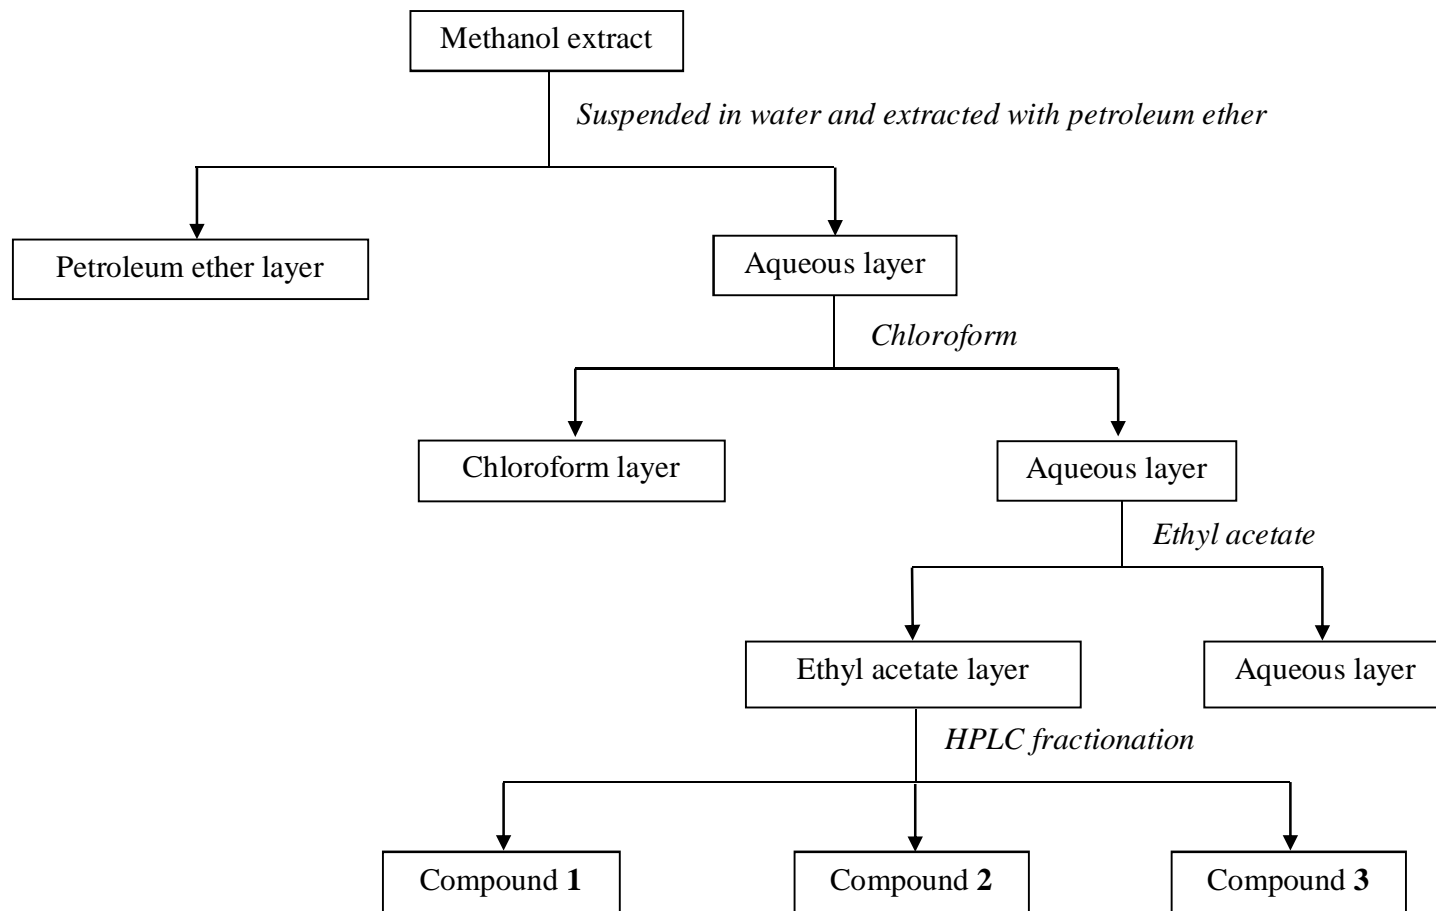 Methanol extract
Suspended in water and extracted with petroleum ether
Petroleum ether layer
Aqueous layer
Chloroform
Chloroform layer
Aqueous layer
Ethyl acetate
Ethyl acetate layer
Aqueous layer
HPLC fractionation
Compound 1
Compound 2
Compound 3